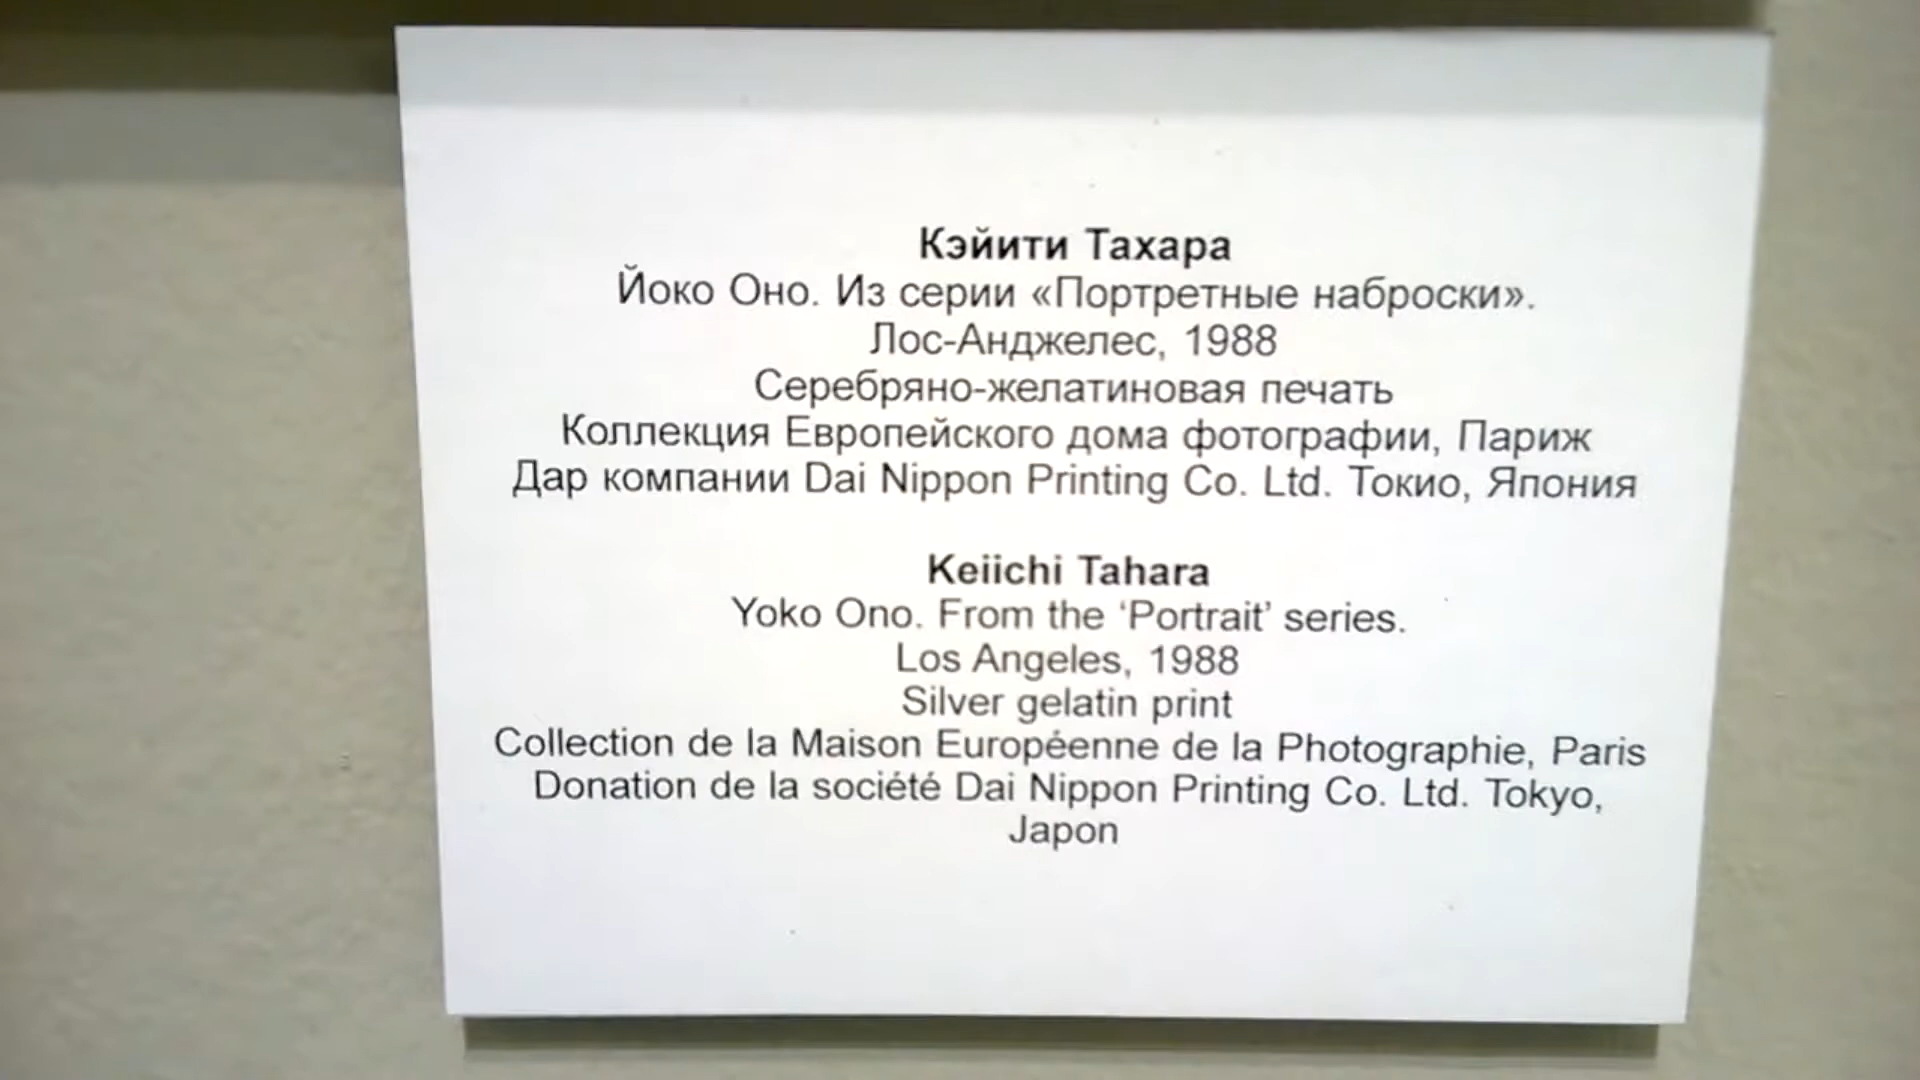 Кэйити Тахара
Йоко Оно. Из серии «Портретные наброски».
Лос-Анджелес, 1988
Серебряно-желатиновая печать
Коллекция Европейского дома фотографии, Париж
Дар компании Dai Nippon Printing Co. Ltd. Токио, Япония
Keiichi Tahara
Yoko Ono. From the ‘Portrait’ series.
Los Angeles, 1988
Silver gelatin print
Collection de la Maison Européenne de la Photographie, Paris
Donation de la société Dai Nippon Printing Co. Ltd. Tokyo,
Japon